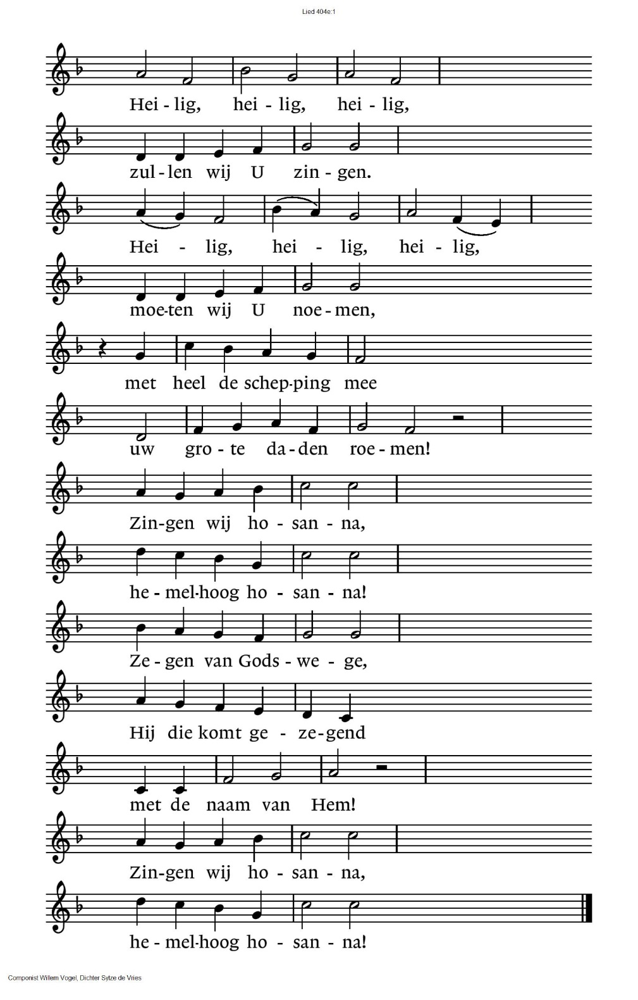 Lied 404e:1
Hei - lig, hei - lig, hei - lig,
zul - len wij U zin - gen.
Hei - lig, hei - lig, hei - lig,
moe-ten wij U noe - men,
met heel de schep-ping mee
uw gro - te da - den roe - men!
Zin-gen wij ho - san - na,
he - mel-hoog ho - san - na!
Ze - gen van Gods - we - ge,
Hij die komt ge - ze-gend
met de naam van Hem!
Zin-gen wij ho - san - na,
he - mel-hoog ho - san - na!
Componist Willem Vogel, Dichter Sytze de Vries